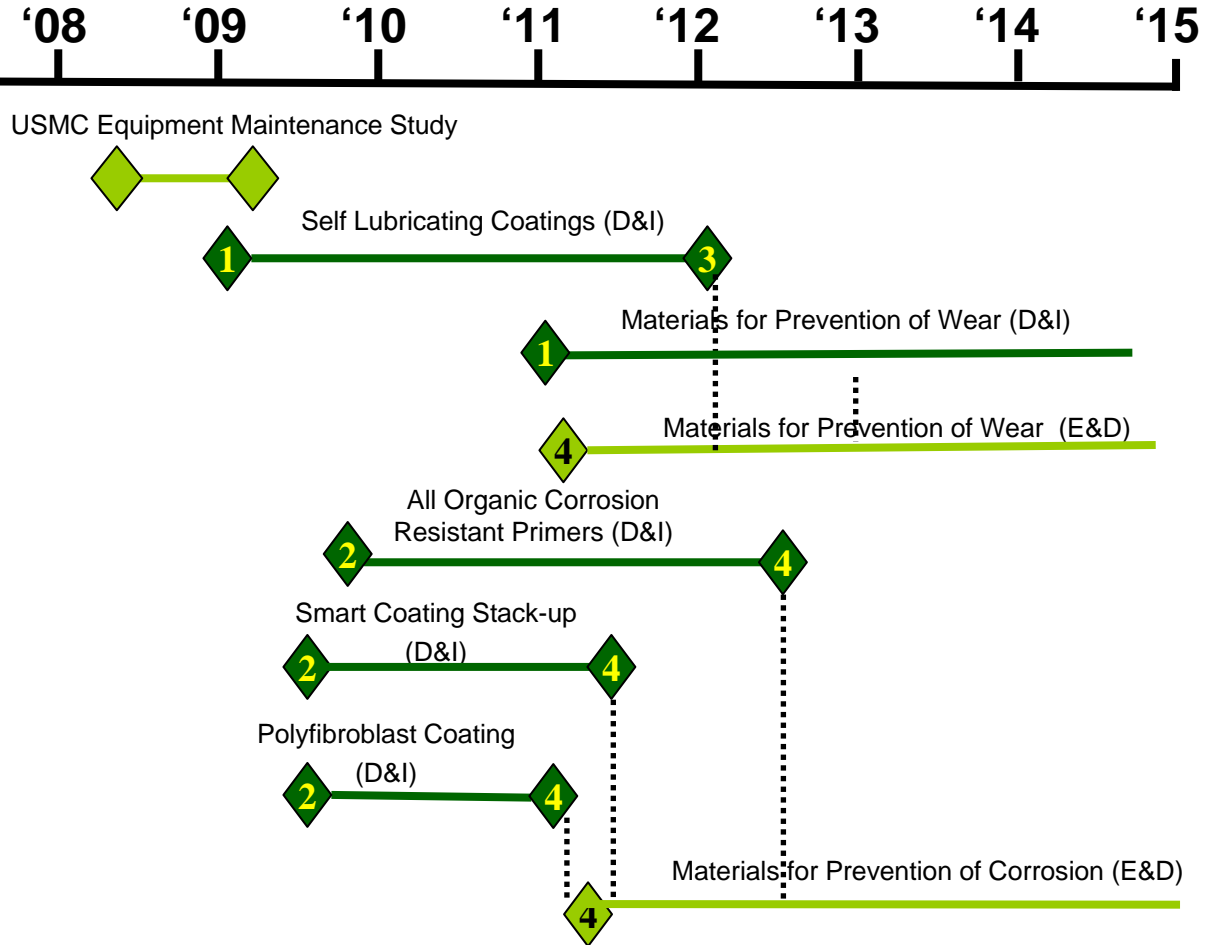 ‘08 ‘09 ‘10 ‘11 ‘12 ‘13 ‘14 ‘15
USMC Equipment Maintenance Study
Self Lubricating Coatings (D&I)
1 3
Materials for Prevention of Wear (D&I)
1
Materials for Prevention of Wear (E&D)
4
All Organic Corrosion
Resistant Primers (D&I)
2 4
Smart Coating Stack-up
(D&I)
2 4
Polyfibroblast Coating
(D&I)
2 4
Materials for Prevention of Corrosion (E&D)
4